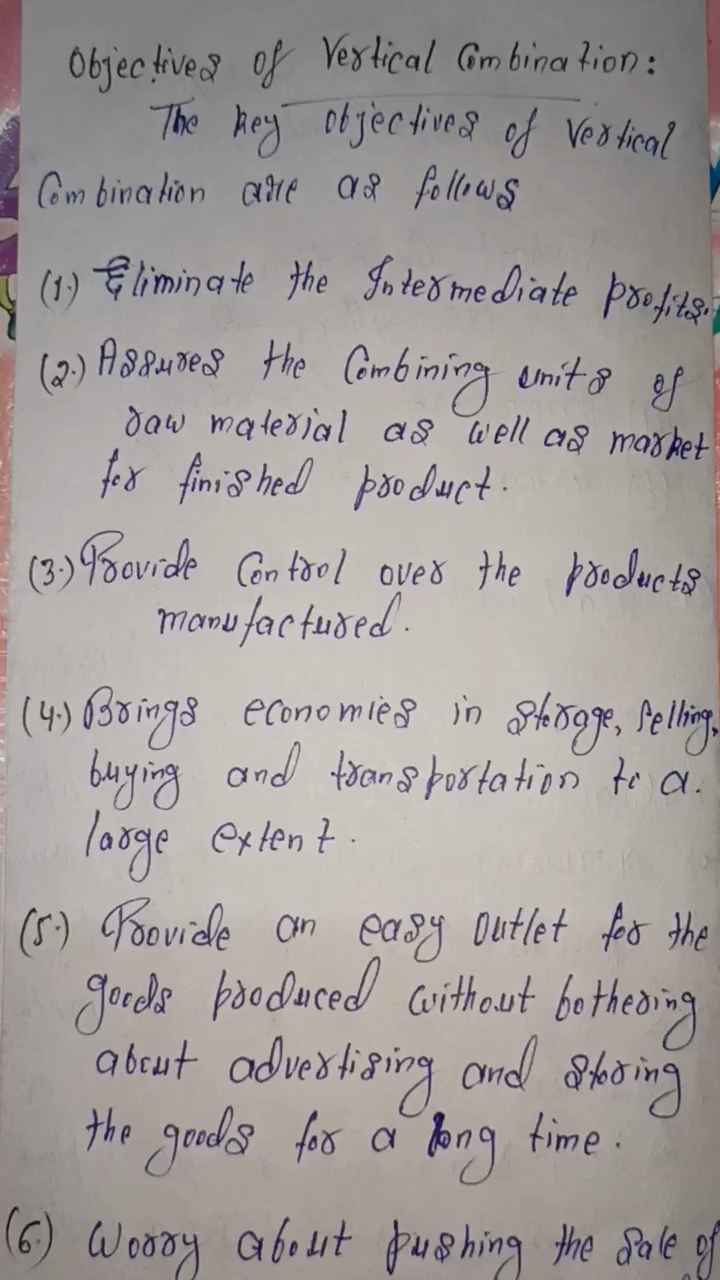 Objectives of Vertical Combination:
The key objectives of Vertical
Combination are as follows
(1.) Eliminate the Intermediate profits.
(2.) Assures the Combining units of
raw material as well as market
for finished product.
(3.) Provide Control over the products
manufactured.
(4.) Brings economies in Storage, Selling,
buying and transportation to a.
large extent.
(5.) Provide an easy outlet for the
goods produced without bothering
about advertising and storing
the goods for a long time.
(6.) Worry about pushing the Sale of